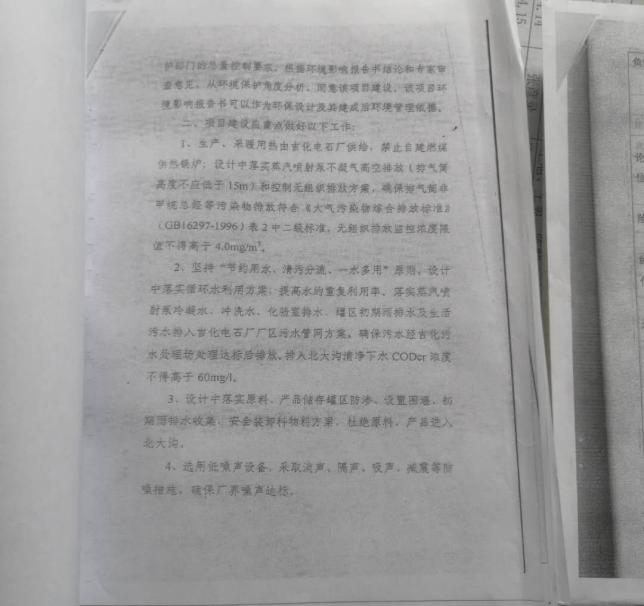 护部门的总量控制要求。根据环境影响报告书结论和专家审
查意见，从环境保护角度分析，同意该项目建设。该项目环
境影响报告书可以作为环保设计及其建成后环境管理依据。
二、项目建设应重点做好以下工作：
1、生产、采暖用热由吉化电石厂供给，禁止自建燃煤
供热锅炉；设计中落实蒸汽喷射泵不凝气高空排放（排气筒
高度不应低于15m）和控制无组织排放方案，确保排气筒非
甲烷总烃等污染物排放符合《大气污染物综合排放标准》
（GB16297-1996）表2中二级标准，无组织排放监控浓度限
值不得高于4.0mg/m³。
2、坚持“节约用水、清污分流、一水多用”原则，设计
中落实循环水利用方案，提高水的重复利用率。落实蒸汽喷
射泵冷凝水、冲洗水、化验室排水、罐区初期雨排水及生活
污水排入吉化电石厂厂区污水管网方案。确保污水经吉化污
水处理场处理达标后排放。排入北大沟清净下水CODcr浓度
不得高于60mg/l。
3、设计中落实原料、产品储存罐区防渗、设置围堰、初
期雨排水收集、安全装卸料物料方案，杜绝原料、产品进入
北大沟。
4、选用低噪声设备，采取消声、隔声、吸声、减震等防
噪措施，确保厂界噪声达标。